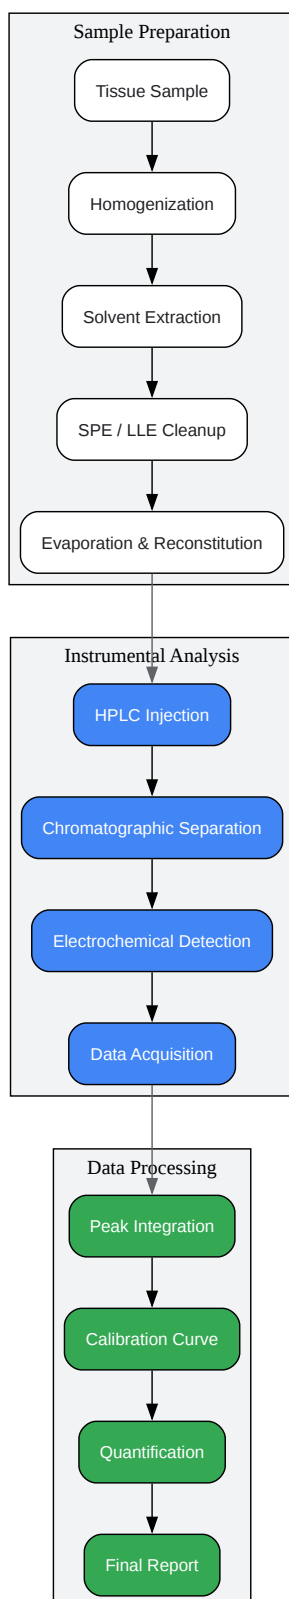 Sample Preparation
Tissue Sample
Homogenization
Solvent Extraction
SPE / LLE Cleanup
Evaporation & Reconstitution
Instrumental Analysis
HPLC Injection
Chromatographic Separation
Electrochemical Detection
Data Acquisition
Data Processing
Peak Integration
Calibration Curve
Quantification
Final Report